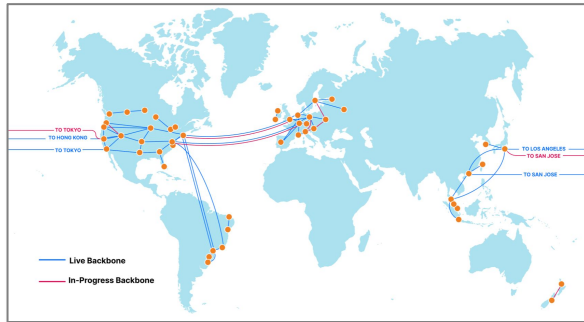 TO TOKYO
TO HONG KONG
TO TOKYO
TO LOS ANGELES
TO SAN JOSE
TO SAN JOSE
Live Backbone
In-Progress Backbone